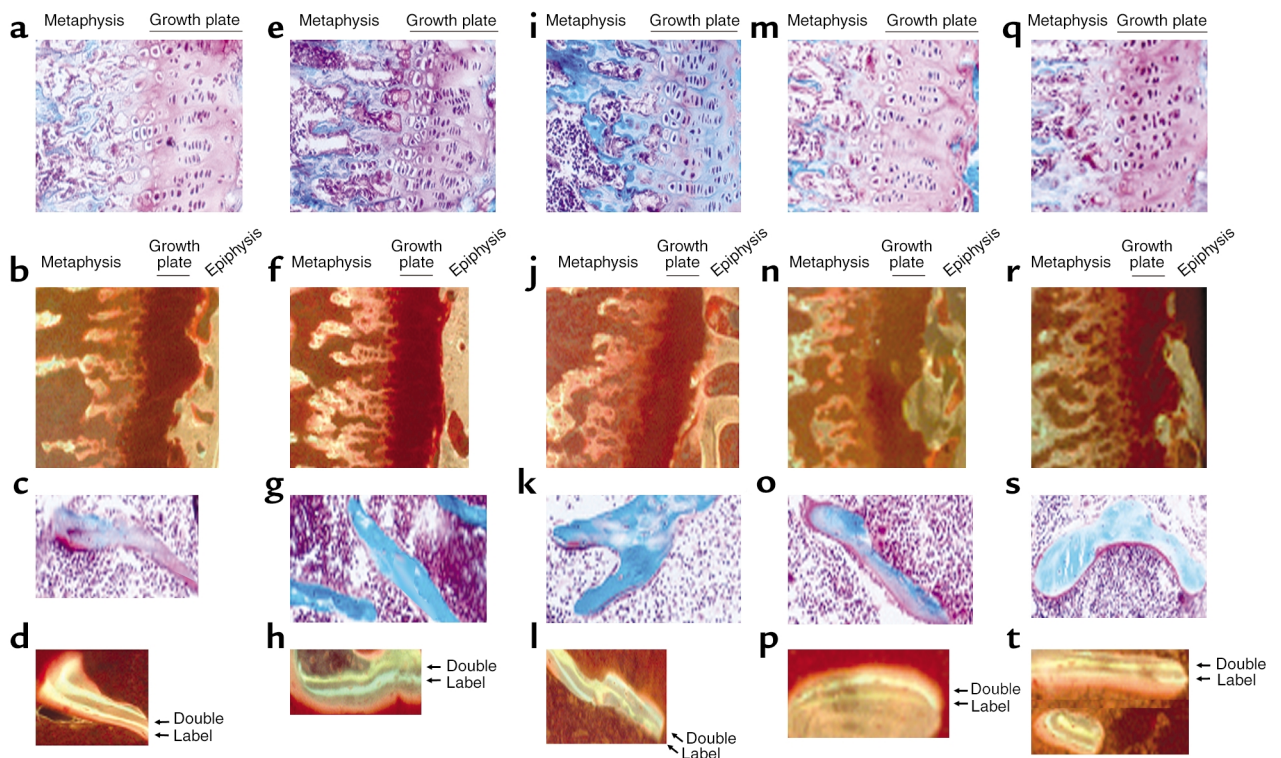 a Metaphysis Growth plate
e Metaphysis Growth plate
i Metaphysis Growth plate
m Metaphysis Growth plate
q Metaphysis Growth plate
b Metaphysis Growth plate Epiphysis
f Metaphysis Growth plate Epiphysis
j Metaphysis Growth plate Epiphysis
n Metaphysis Growth plate Epiphysis
r Metaphysis Growth plate Epiphysis
c
g
k
o
s
d
Double
Label
h
Double
Label
l
Double
Label
p
Double
Label
t
Double
Label